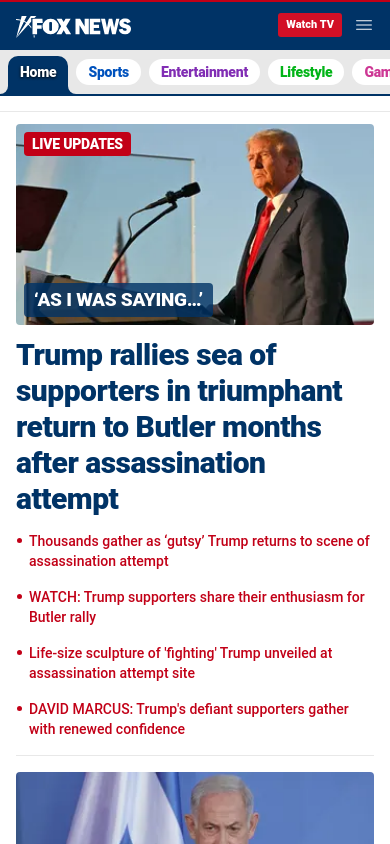 FOX NEWS
Watch TV
Home
Sports
Entertainment
Lifestyle
Gam
LIVE UPDATES
‘AS I WAS SAYING...’
Trump rallies sea of
supporters in triumphant
return to Butler months
after assassination
attempt
• Thousands gather as ‘gutsy’ Trump returns to scene of
assassination attempt
• WATCH: Trump supporters share their enthusiasm for
Butler rally
• Life-size sculpture of 'fighting' Trump unveiled at
assassination attempt site
• DAVID MARCUS: Trump's defiant supporters gather
with renewed confidence